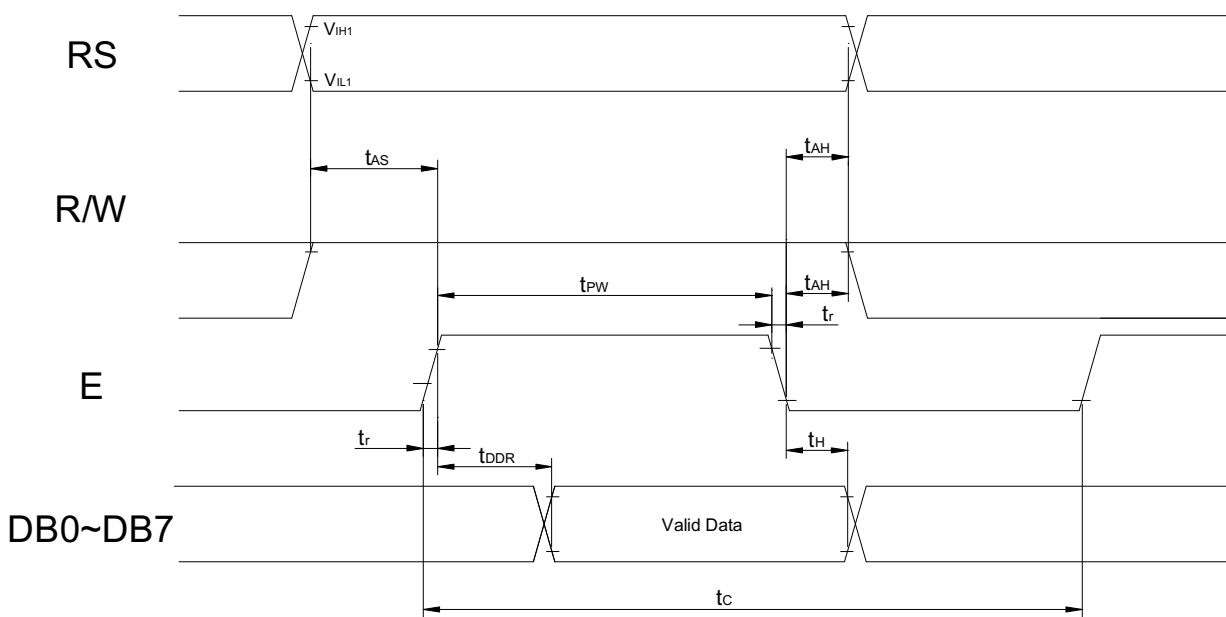 RS
VIH1
VIL1
tAS
tAH
R/W
tPW
tAH
tr
E
tr
tDDR
tH
DB0~DB7
Valid Data
tC